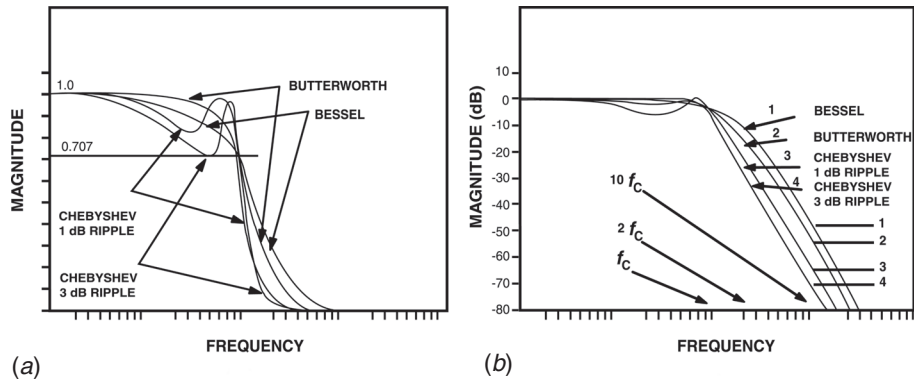 MAGNITUDE
1.0
0.707
BUTTERWORTH
BESSEL
CHEBYSHEV
1 dB RIPPLE
CHEBYSHEV
3 dB RIPPLE
FREQUENCY
(a)
MAGNITUDE (dB)
10
0
-10
-20
-30
-40
-50
-60
-70
-80
1 BESSEL
2 BUTTERWORTH
3 CHEBYSHEV
1 dB RIPPLE
4 CHEBYSHEV
3 dB RIPPLE
10 fC
2 fC
fC
1
2
3
4
FREQUENCY
(b)